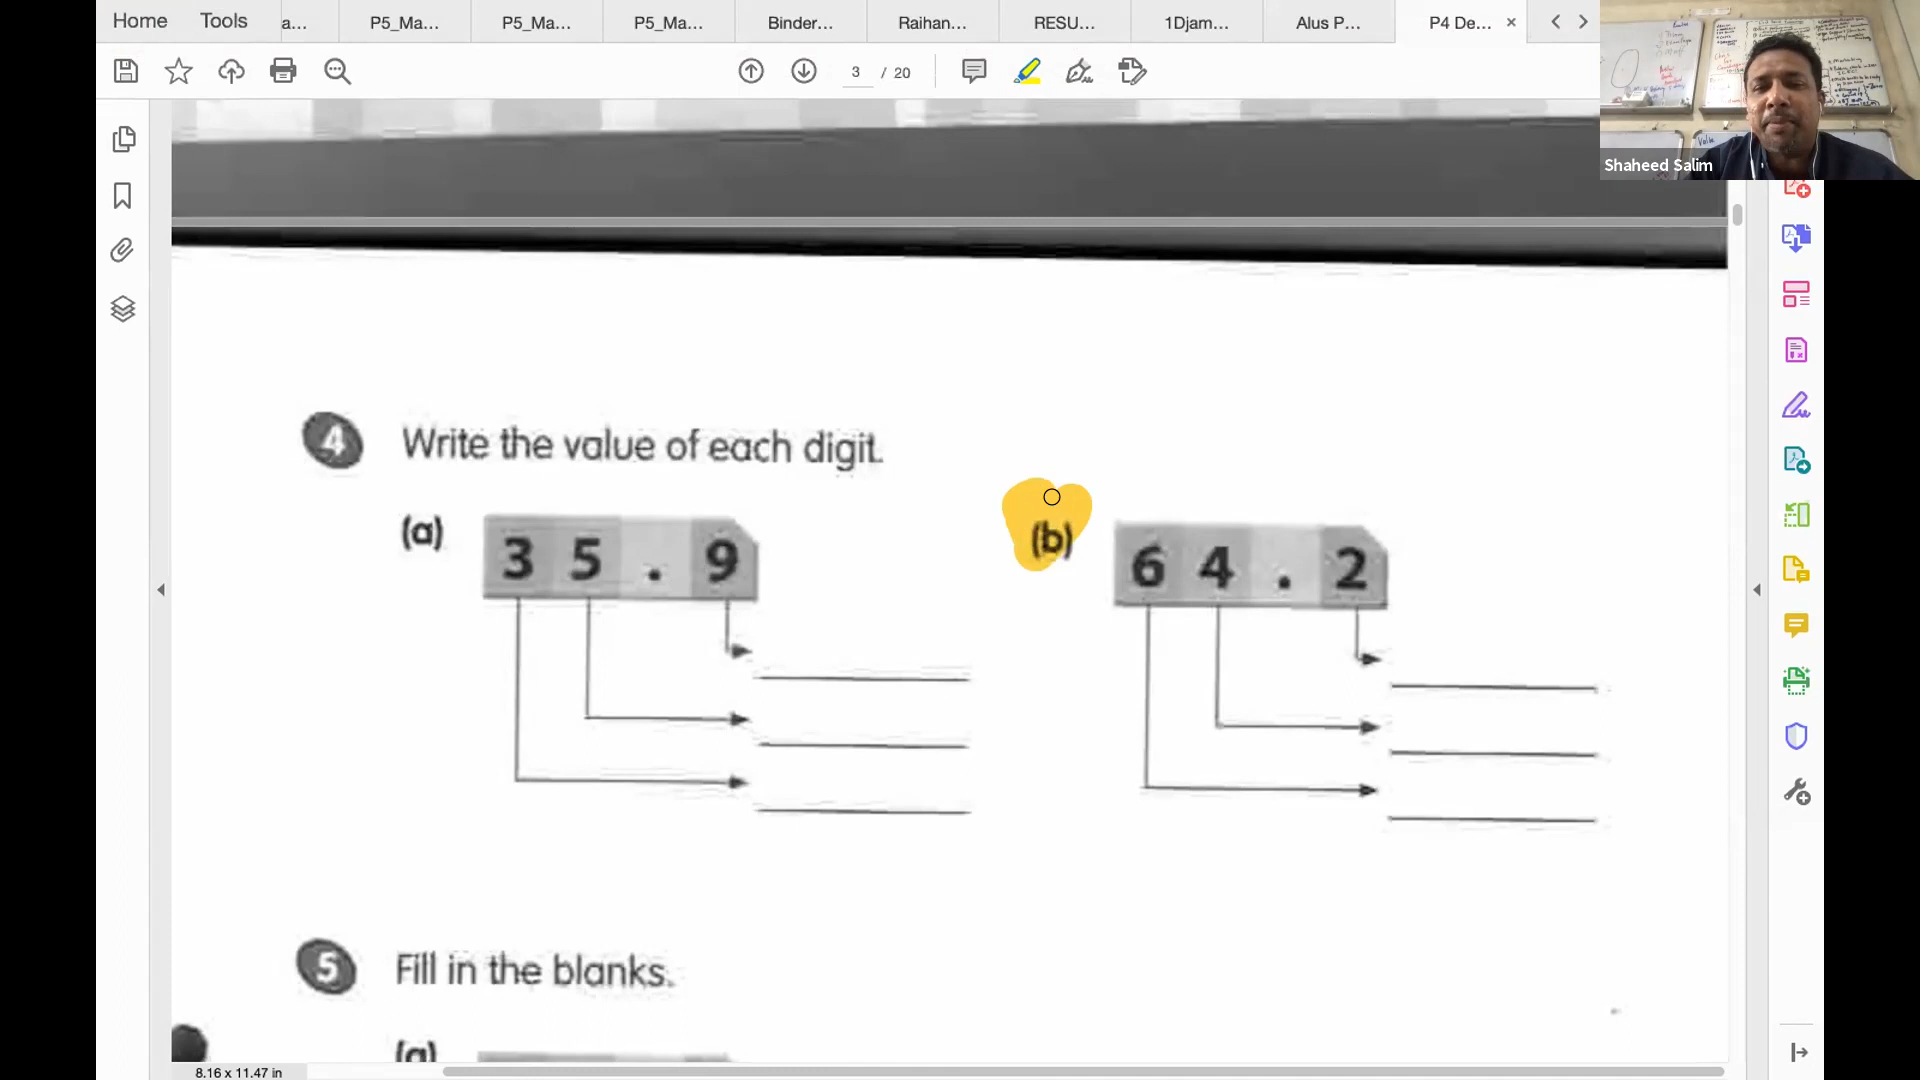 Home Tools a... P5_Ma... P5_Ma... P5_Ma... Binder... Raihan... RESU... 1Djam... Alus P... P4 De... ×
3 / 20
Shaheed Salim
4 Write the value of each digit.
(a) 3 5 . 9 (b) 6 4 . 2
5 Fill in the blanks.
(a)
8.16 x 11.47 in